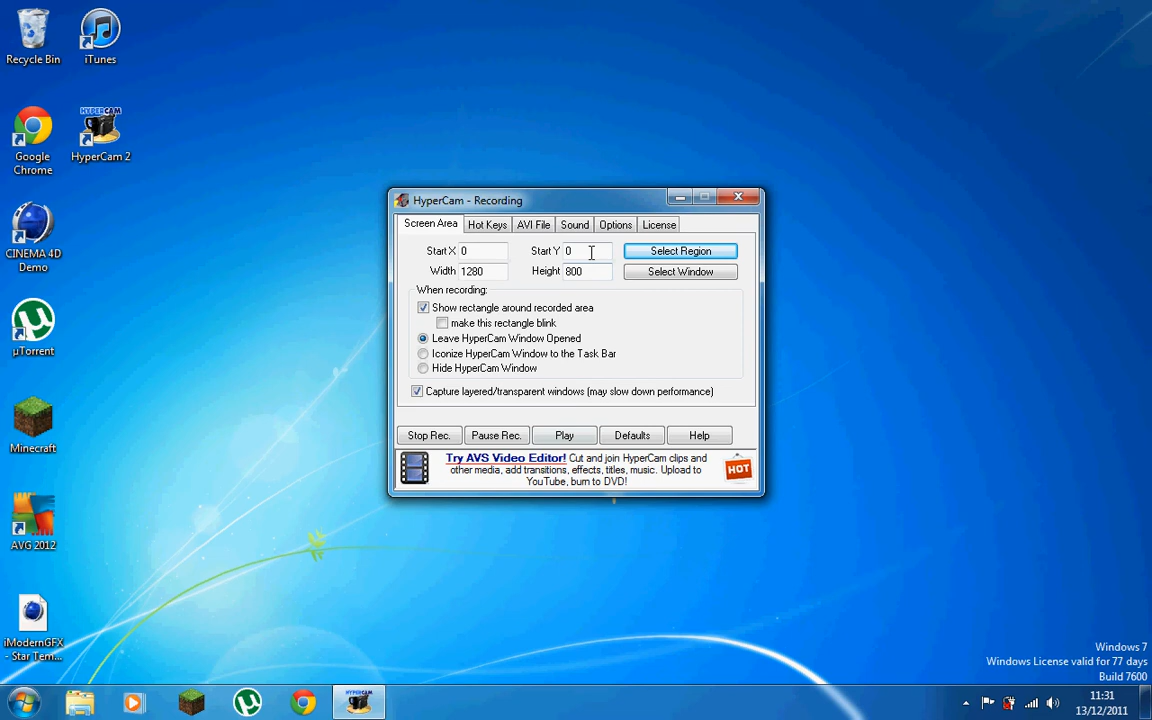 Recycle Bin
iTunes
Google
Chrome
HYPERCAM
HyperCam 2
CINEMA 4D
Demo
µTorrent
Minecraft
AVG 2012
iModernGFX
- Star Tem...
HyperCam - Recording
Screen Area Hot Keys AVI File Sound Options License
Start X 0 Start Y 0 Select Region
Width 1280 Height 800 Select Window
When recording:
Show rectangle around recorded area
make this rectangle blink
Leave HyperCam Window Opened
Iconize HyperCam Window to the Task Bar
Hide HyperCam Window
Capture layered/transparent windows (may slow down performance)
Stop Rec. Pause Rec. Play Defaults Help
Try AVS Video Editor! Cut and join HyperCam clips and
other media, add transitions, effects, titles, music. Upload to
YouTube, burn to DVD!
HOT
Windows 7
Windows License valid for 77 days
Build 7600
HYPERCAM
11:31
13/12/2011